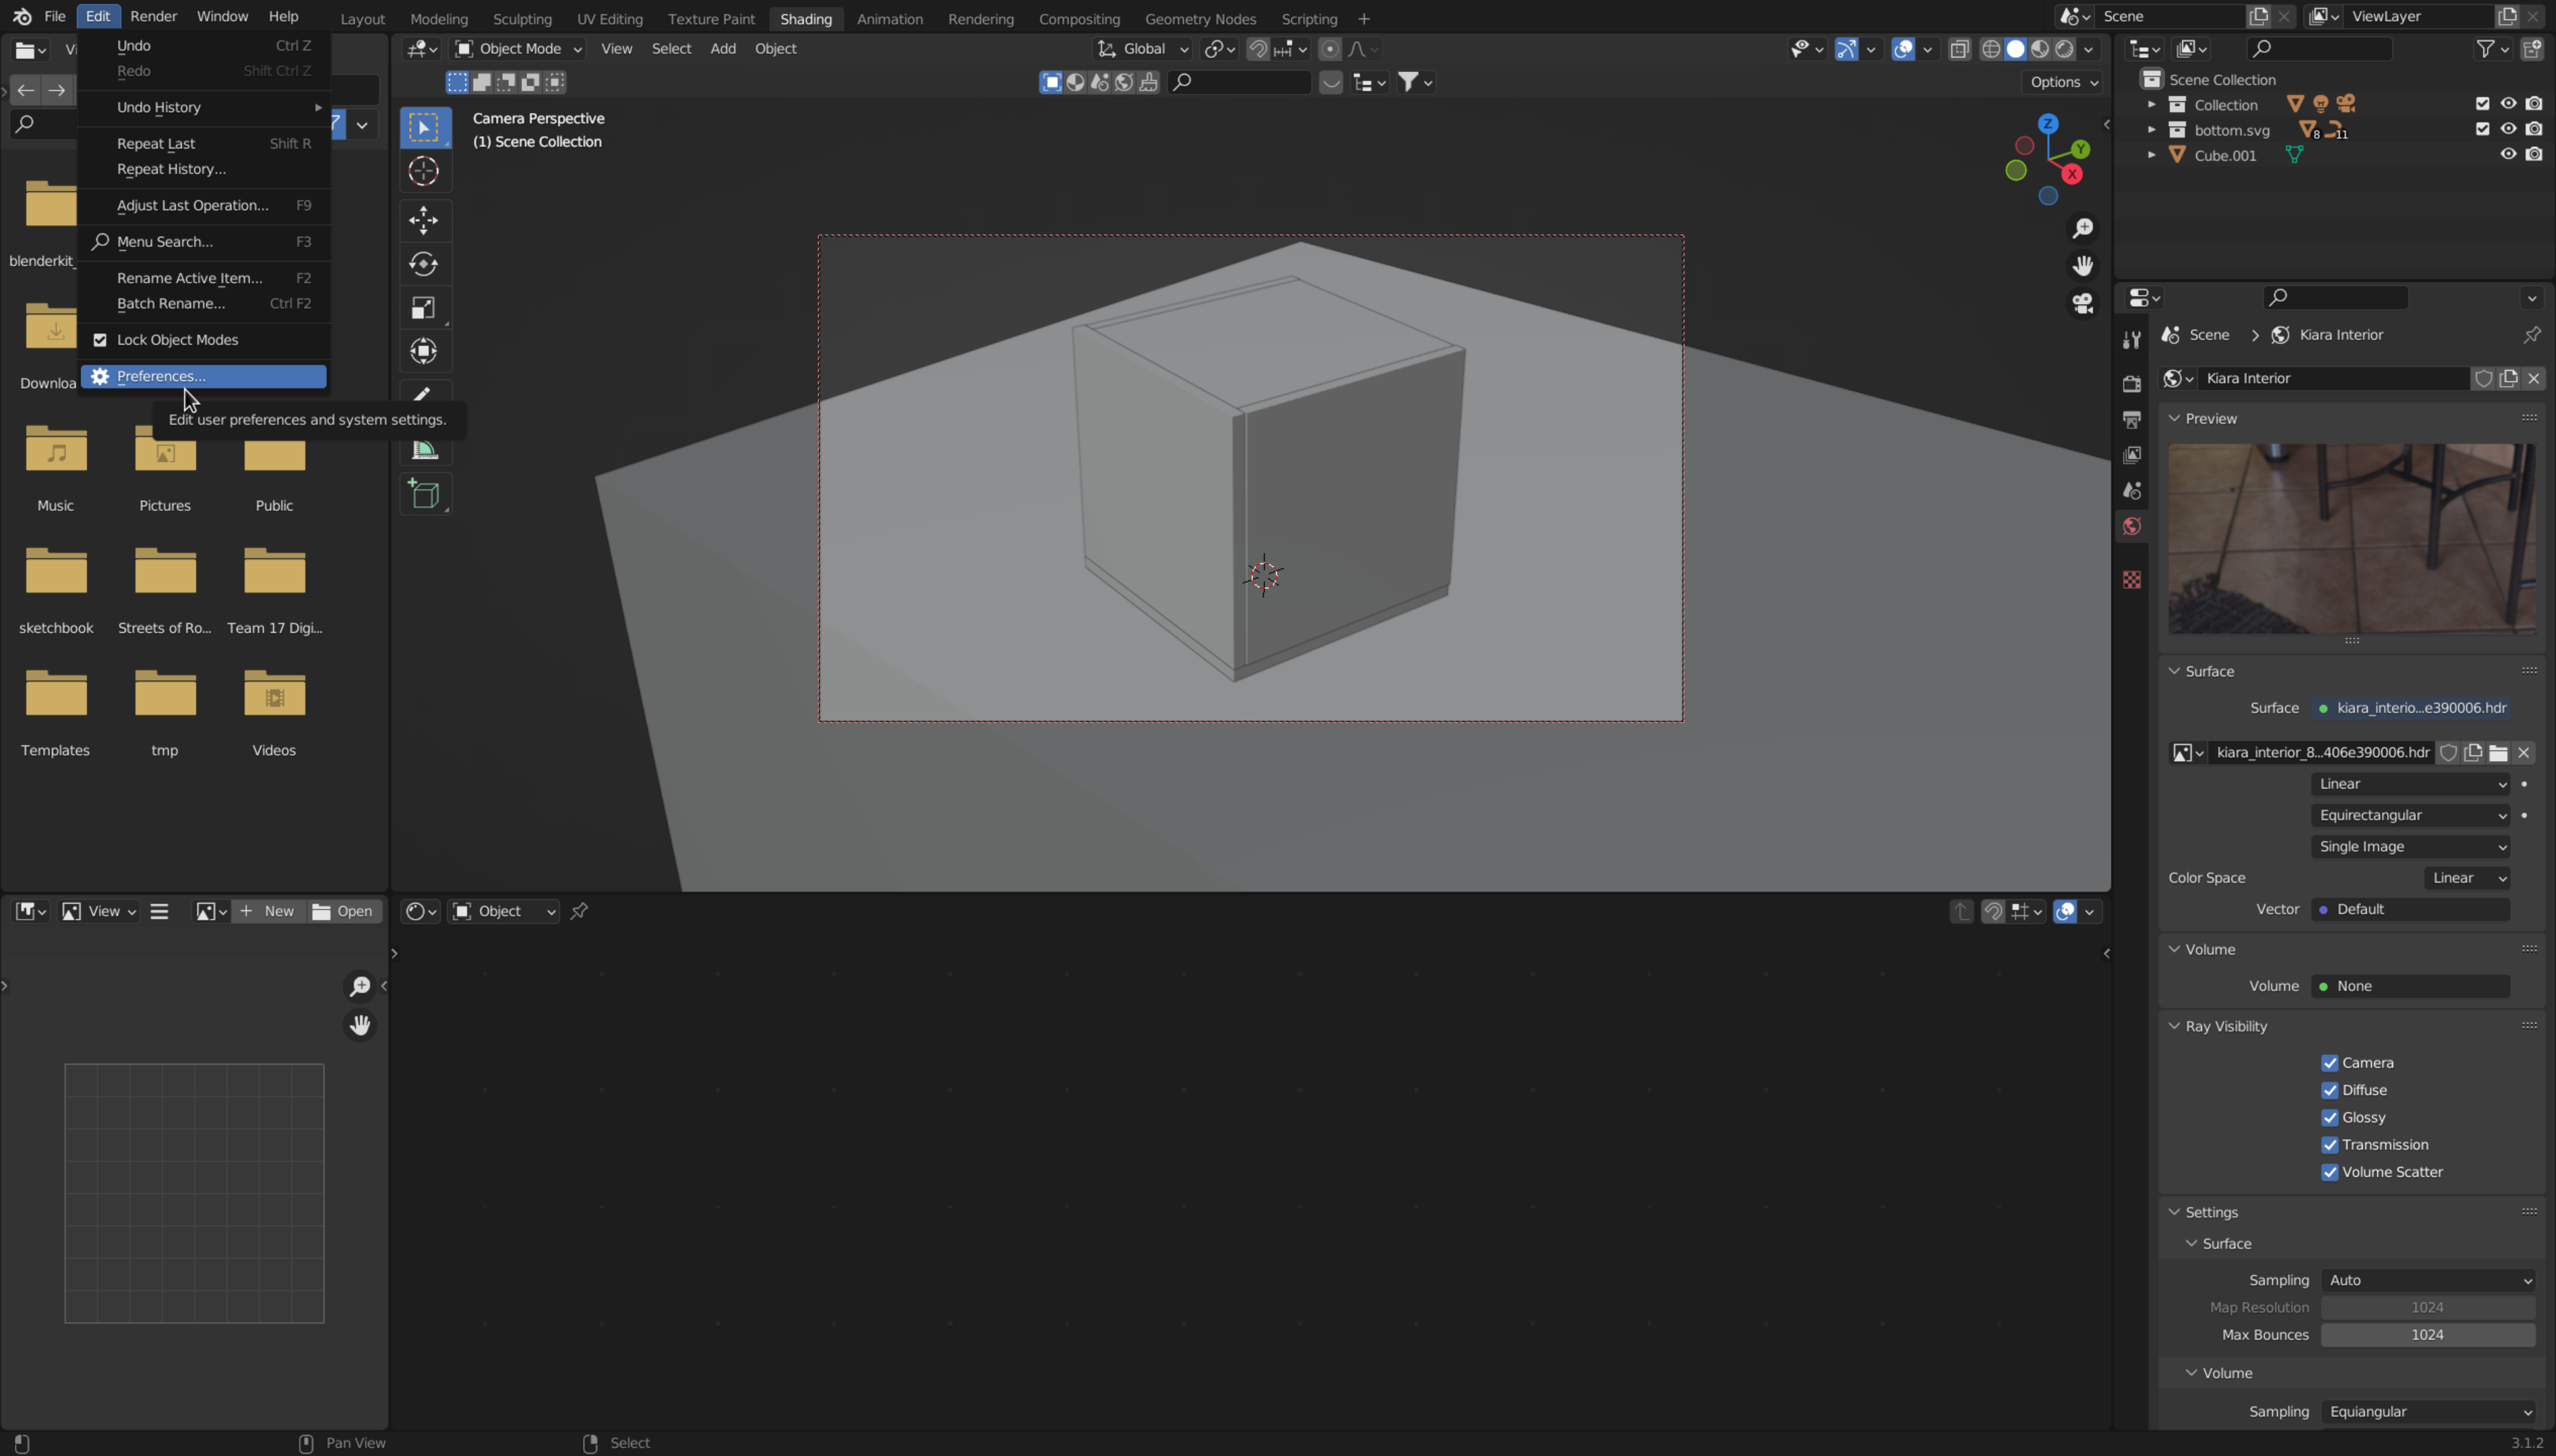 File Edit Render Window Help Layout Modeling Sculpting UV Editing Texture Paint Shading Animation Rendering Compositing Geometry Nodes Scripting + Scene ViewLayer
Undo Ctrl Z
Redo Shift Ctrl Z
Undo History
Repeat Last Shift R
Repeat History...
Adjust Last Operation... F9
Menu Search... F3
Rename Active Item... F2
Batch Rename... Ctrl F2
Lock Object Modes
Preferences...
Edit user preferences and system settings.
Vi
blenderkit_
Downloa
Music Pictures Public
sketchbook Streets of Ro... Team 17 Digi...
Templates tmp Videos
Object Mode View Select Add Object Global
Options
Camera Perspective
(1) Scene Collection
Z
Y
X
View New Open
Object
Scene Collection
Collection
bottom.svg 8 11
Cube.001
Scene > Kiara Interior
Kiara Interior
Preview
Surface
Surface kiara_interio...e390006.hdr
kiara_interior_8...406e390006.hdr
Linear
Equirectangular
Single Image
Color Space Linear
Vector Default
Volume
Volume None
Ray Visibility
Camera
Diffuse
Glossy
Transmission
Volume Scatter
Settings
Surface
Sampling Auto
Map Resolution 1024
Max Bounces 1024
Volume
Sampling Equiangular
Pan View Select 3.1.2